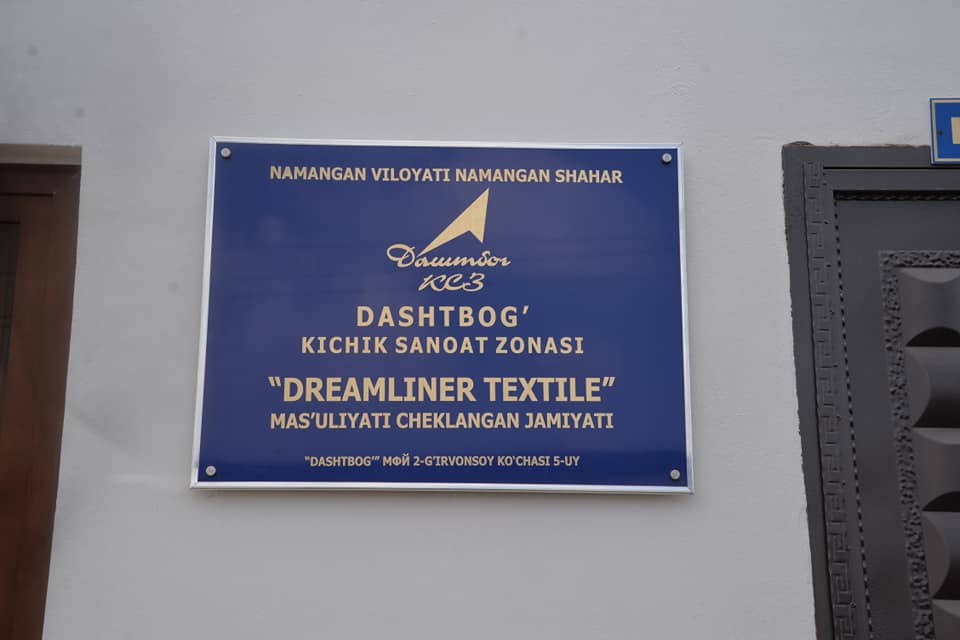 NAMANGAN VILOYATI NAMANGAN SHAHAR
Даштбог
КСЗ
DASHTBOG'
KICHIK SANOAT ZONASI
"DREAMLINER TEXTILE"
MAS'ULIYATI CHEKLANGAN JAMIYATI
"DASHTBOG'" МФЙ 2-G'IRVONSOY KO'CHASI 5-UY